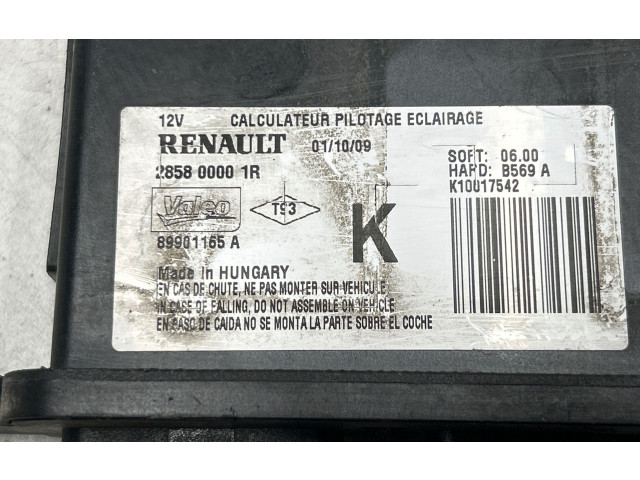 12V CALCULATEUR PILOTAGE ECLAIRAGE
RENAULT 01/10/09
2858 0000 1R
SOFT: 06.00
HARD: B569 A
K10017542
Valeo
T93
K
89901165 A
Made in HUNGARY
EN CAS DE CHUTE, NE PAS MONTER SUR VEHICULE
IN CASE OF FALLING, DO NOT ASSEMBLE ON VEHICLE
EN CASO DE CAIDA NO SE MONTA LA PARTE SOBRE EL COCHE